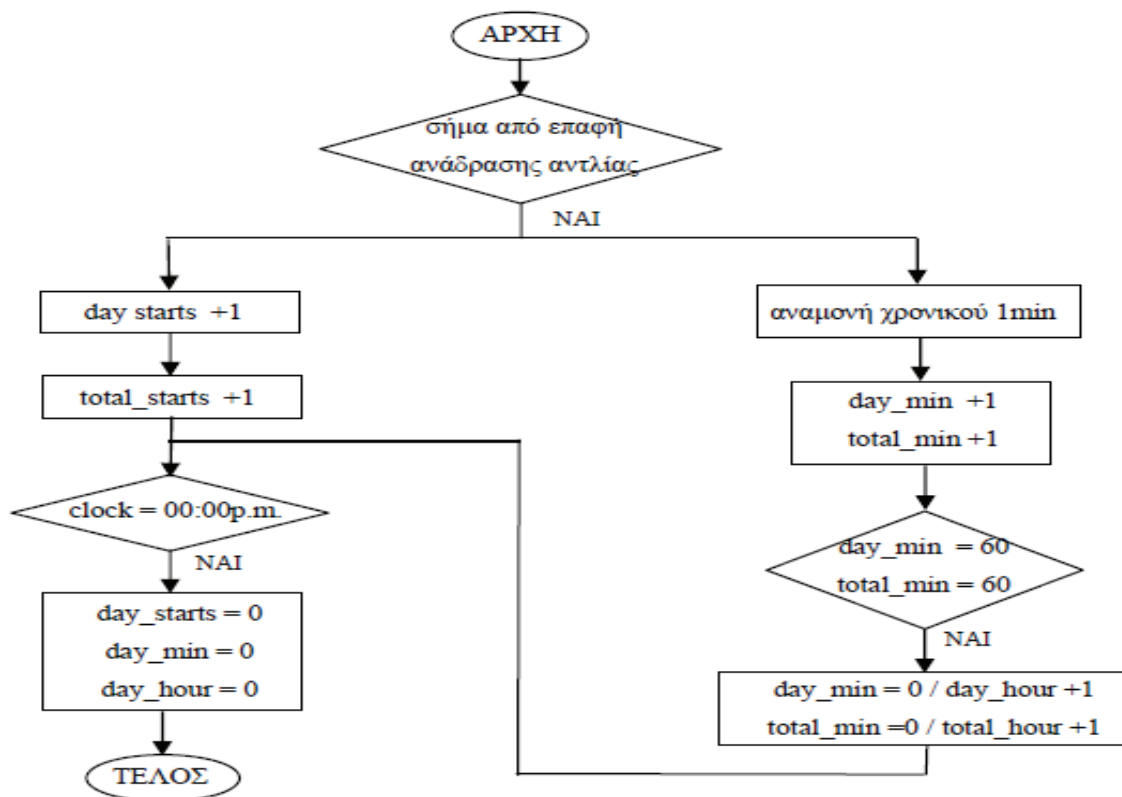 ΑΡΧΗ
σήμα από επαφή
ανάδρασης αντλίας
ΝΑΙ
day starts +1
total_starts +1
clock = 00:00p.m.
ΝΑΙ
day_starts = 0
day_min = 0
day_hour = 0
ΤΕΛΟΣ
αναμονή χρονικού 1min
day_min +1
total_min +1
day_min = 60
total_min = 60
ΝΑΙ
day_min = 0 / day_hour +1
total_min =0 / total_hour +1